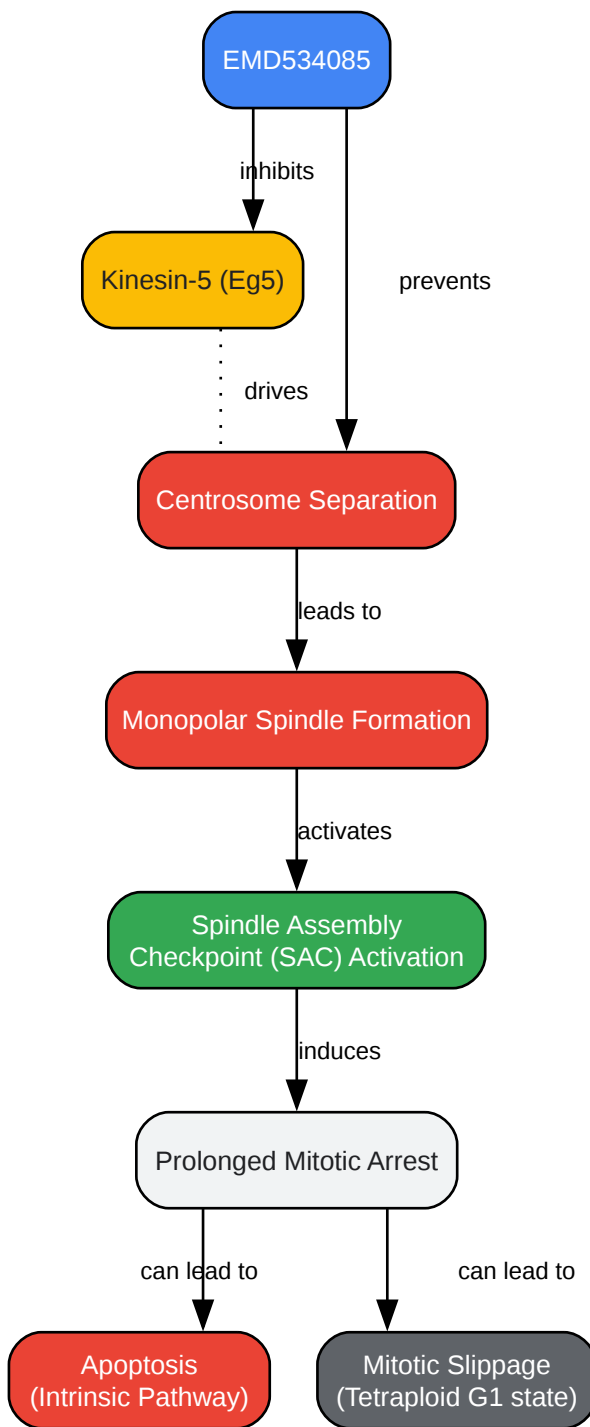 EMD534085
inhibits
Kinesin-5 (Eg5)
prevents
drives
Centrosome Separation
leads to
Monopolar Spindle Formation
activates
Spindle Assembly
Checkpoint (SAC) Activation
induces
Prolonged Mitotic Arrest
can lead to
can lead to
Apoptosis
(Intrinsic Pathway)
Mitotic Slippage
(Tetraploid G1 state)